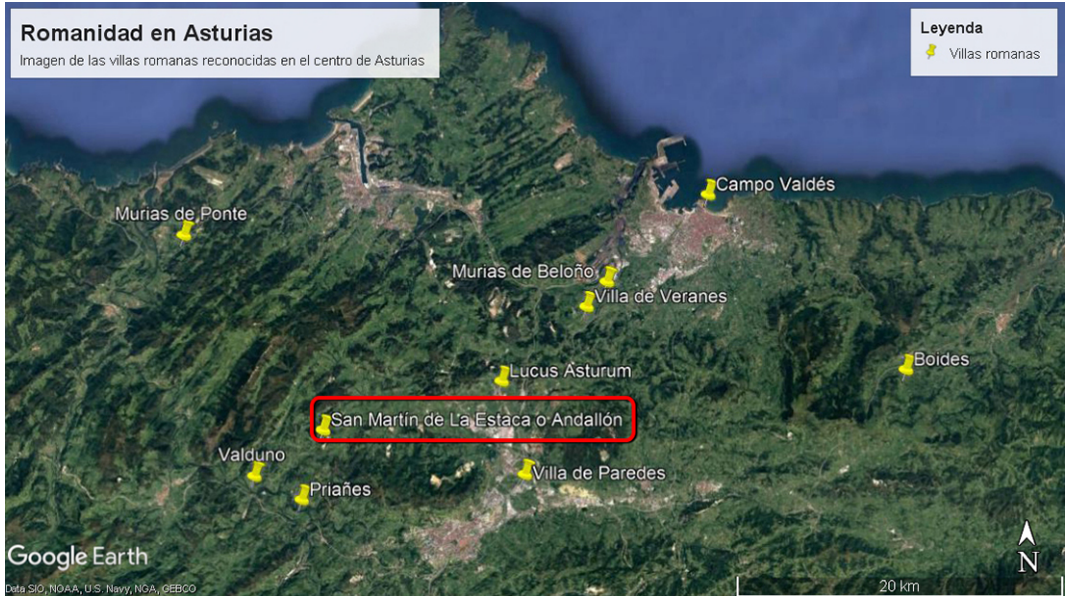 Romanidad en Asturias
Imagen de las villas romanas reconocidas en el centro de Asturias
Leyenda
Villas romanas
Campo Valdés
Murias de Ponte
Murias de Beloño
Villa de Veranes
Boides
Lucus Asturum
San Martín de La Estaca o Andallón
Valduno
Villa de Paredes
Priañes
Google Earth
N
Data SIO, NOAA, U.S. Navy, NGA, GEBCO
20 km